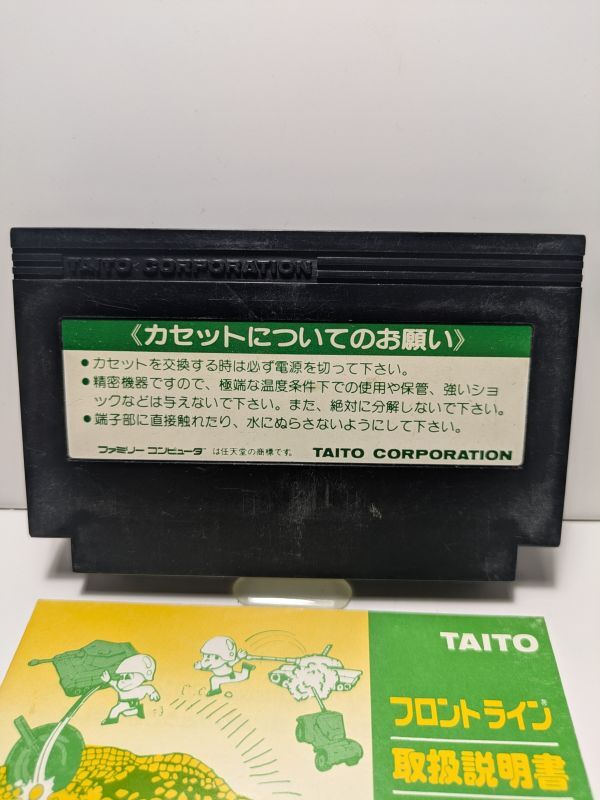 TAITO CORPORATION
《カセットについてのお願い》
●カセットを交換する時は必ず電源を切って下さい。
●精密機器ですので、極端な温度条件下での使用や保管、強いショ
ックなどは与えないで下さい。また、絶対に分解しないで下さい。
●端子部に直接触れたり、水にぬらさないようにして下さい。
ファミリーコンピュータ™は任天堂の商標です。 TAITO CORPORATION
TAITO
フロントライン®
取扱説明書